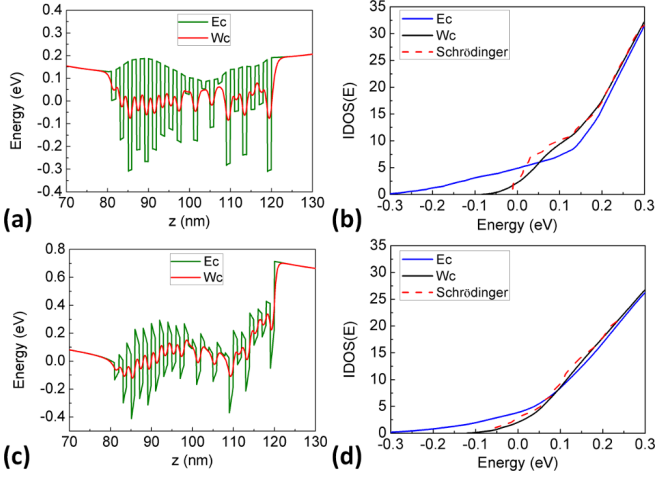 Ec
Wc
0.4
0.3
0.2
0.1
0.0
0.1
0.2
0.3
0.4
Energy (eV)
70 80 90 100 110 120 130
z (nm)
(a)
Ec
Wc
Schrödinger
35
30
25
20
15
10
5
0
IDOS(E)
-0.3 -0.2 -0.1 0.0 0.1 0.2 0.3
Energy (eV)
(b)
Ec
Wc
0.8
0.6
0.4
0.2
0.0
-0.2
-0.4
Energy (eV)
70 80 90 100 110 120 130
z (nm)
(c)
Ec
Wc
Schrödinger
35
30
25
20
15
10
5
0
IDOS(E)
-0.3 -0.2 -0.1 0.0 0.1 0.2 0.3
Energy (eV)
(d)